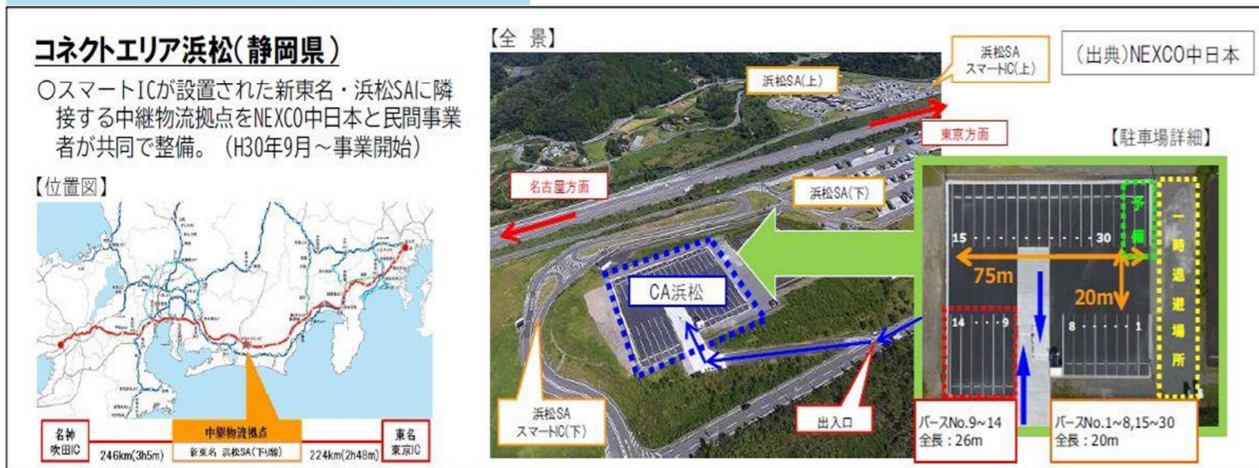 コネクトエリア浜松(静岡県)
○スマートICが設置された新東名・浜松SAに隣
接する中継物流拠点をNEXCO中日本と民間事業
者が共同で整備。（H30年9月～事業開始）
【位置図】
名神
吹田IC
246km(3h5m)
中継物流拠点
新東名 浜松SA(下り線)
224km(2h48m)
東名
東京IC
【全 景】
浜松SA(上)
浜松SA
スマートIC(上)
(出典)NEXCO中日本
東京方面
名古屋方面
浜松SA(下)
CA浜松
浜松SA
スマートIC(下)
出入口
【駐車場詳細】
予備
一時退避場所
15
30
75m
20m
14
9
8
1
バースNo.9~14
全長：26m
バースNo.1~8,15~30
全長：20m